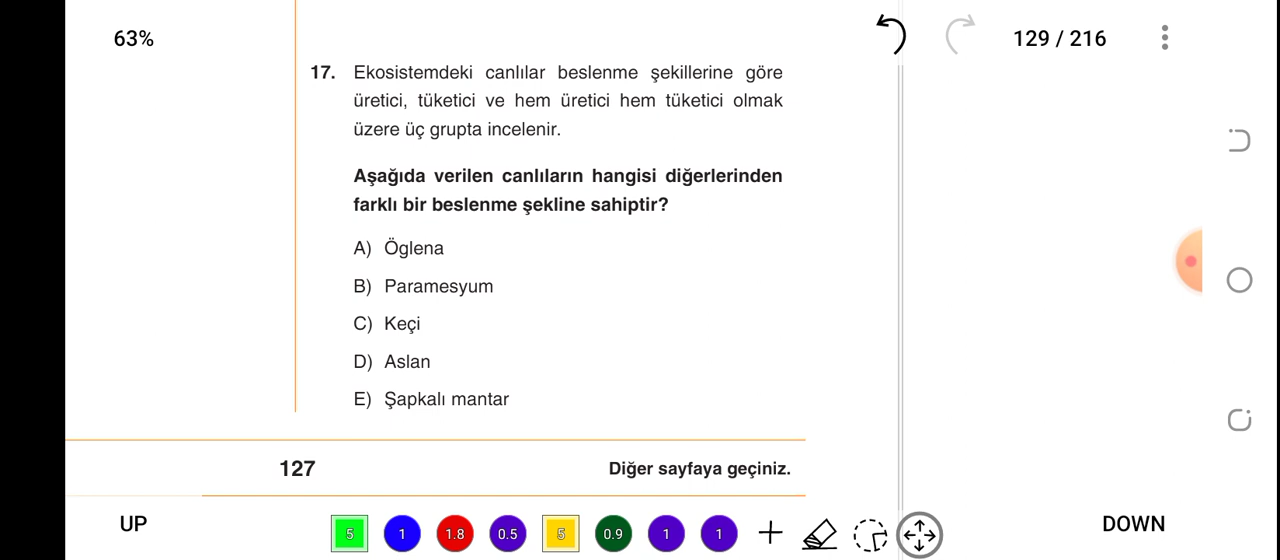 63%
129 / 216
17. Ekosistemdeki canlılar beslenme şekillerine göre
üretici, tüketici ve hem üretici hem tüketici olmak
üzere üç grupta incelenir.
Aşağıda verilen canlıların hangisi diğerlerinden
farklı bir beslenme şekline sahiptir?
A) Öglena
B) Paramesyum
C) Keçi
D) Aslan
E) Şapkalı mantar
127
Diğer sayfaya geçiniz.
UP
5 1 1.8 0.5 5 0.9 1 1
DOWN